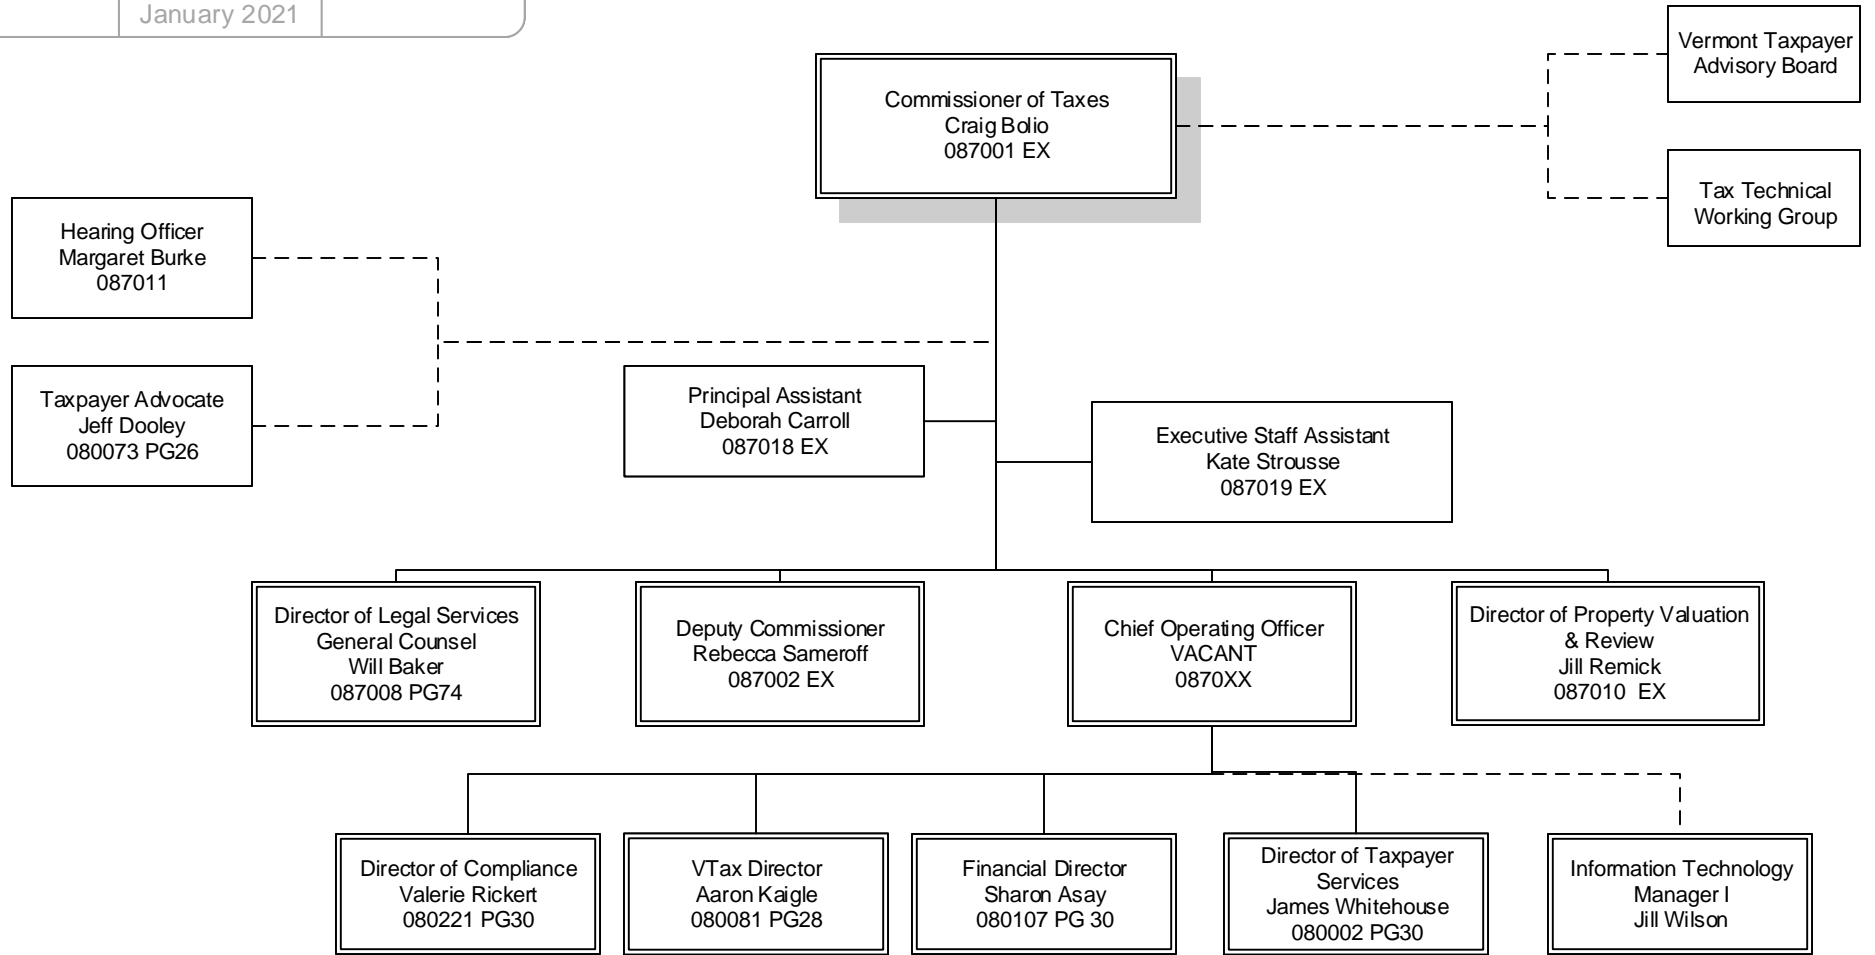 January 2021
Vermont Taxpayer
Advisory Board
Commissioner of Taxes
Craig Bolio
087001 EX
Tax Technical
Working Group
Hearing Officer
Margaret Burke
087011
Taxpayer Advocate
Jeff Dooley
080073 PG26
Principal Assistant
Deborah Carroll
087018 EX
Executive Staff Assistant
Kate Strousse
087019 EX
Director of Legal Services
General Counsel
Will Baker
087008 PG74
Deputy Commissioner
Rebecca Sameroff
087002 EX
Chief Operating Officer
VACANT
0870XX
Director of Property Valuation
& Review
Jill Remick
087010  EX
Director of Compliance
Valerie Rickert
080221 PG30
VTax Director
Aaron Kaigle
080081 PG28
Financial Director
Sharon Asay
080107 PG 30
Director of Taxpayer
Services
James Whitehouse
080002 PG30
Information Technology
Manager I
Jill Wilson